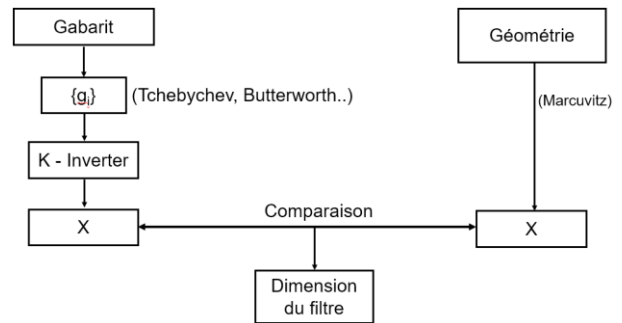 Gabarit
Géométrie
{gi} (Tchebychev, Butterworth..)
(Marcuvitz)
K - Inverter
X
Comparaison
X
Dimension
du filtre